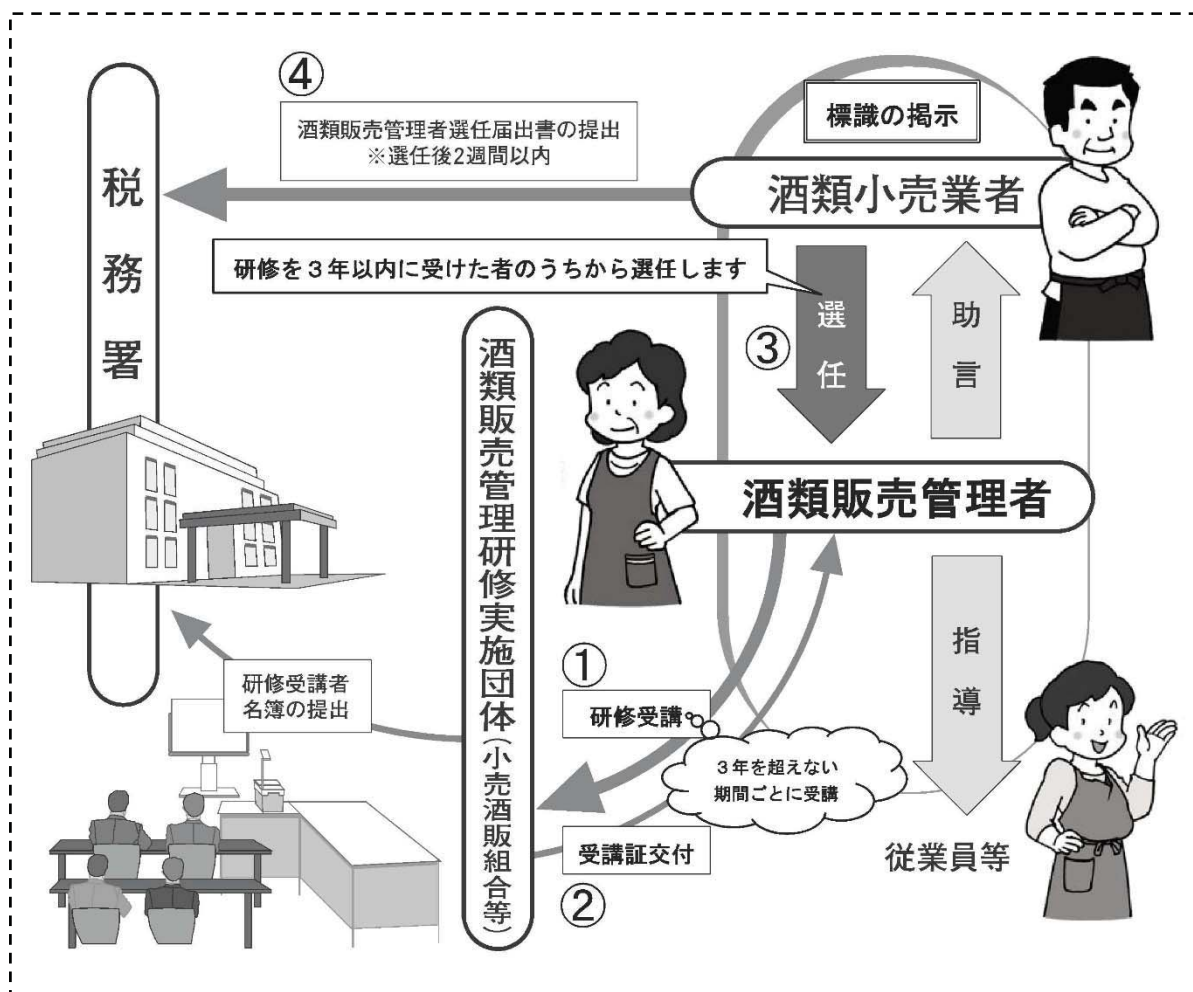 ④
酒類販売管理者選任届出書の提出
※選任後2週間以内
標識の掲示
酒類小売業者
税務署
研修を3年以内に受けた者のうちから選任します
選任
助言
③
酒類販売管理者
酒類販売管理研修実施団体(小売酒販組合等)
指導
①
研修受講
研修受講者
名簿の提出
3年を超えない
期間ごとに受講
受講証交付
②
従業員等